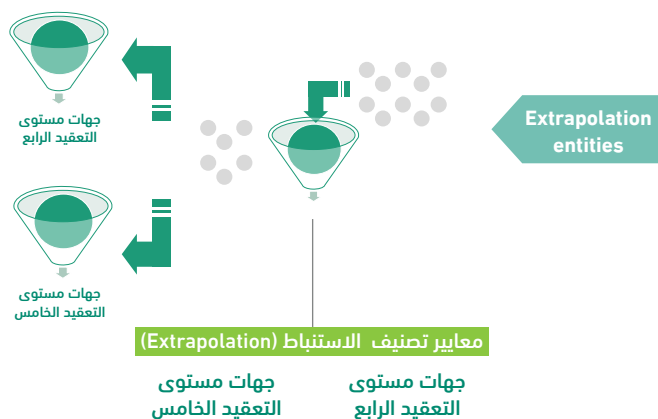 Extrapolation
entities
جهات مستوى
التعقيد الرابع
جهات مستوى
التعقيد الخامس
معايير تصنيف الاستنباط (Extrapolation)
جهات مستوى
التعقيد الرابع
جهات مستوى
التعقيد الخامس